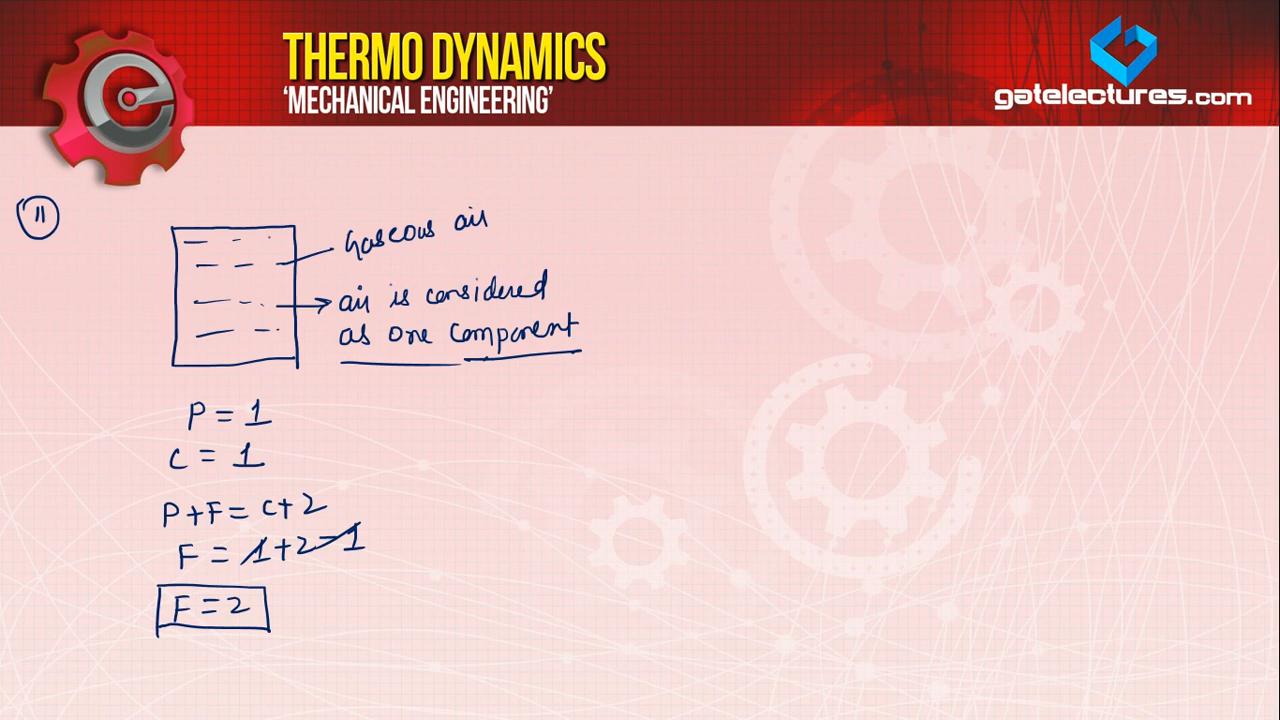 THERMO DYNAMICS
‘MECHANICAL ENGINEERING’
gatelectures.com
11
Gaseous air
air is considered
as one component
P = 1
C = 1
P+F = C+2
F = 1+2-1
F = 2